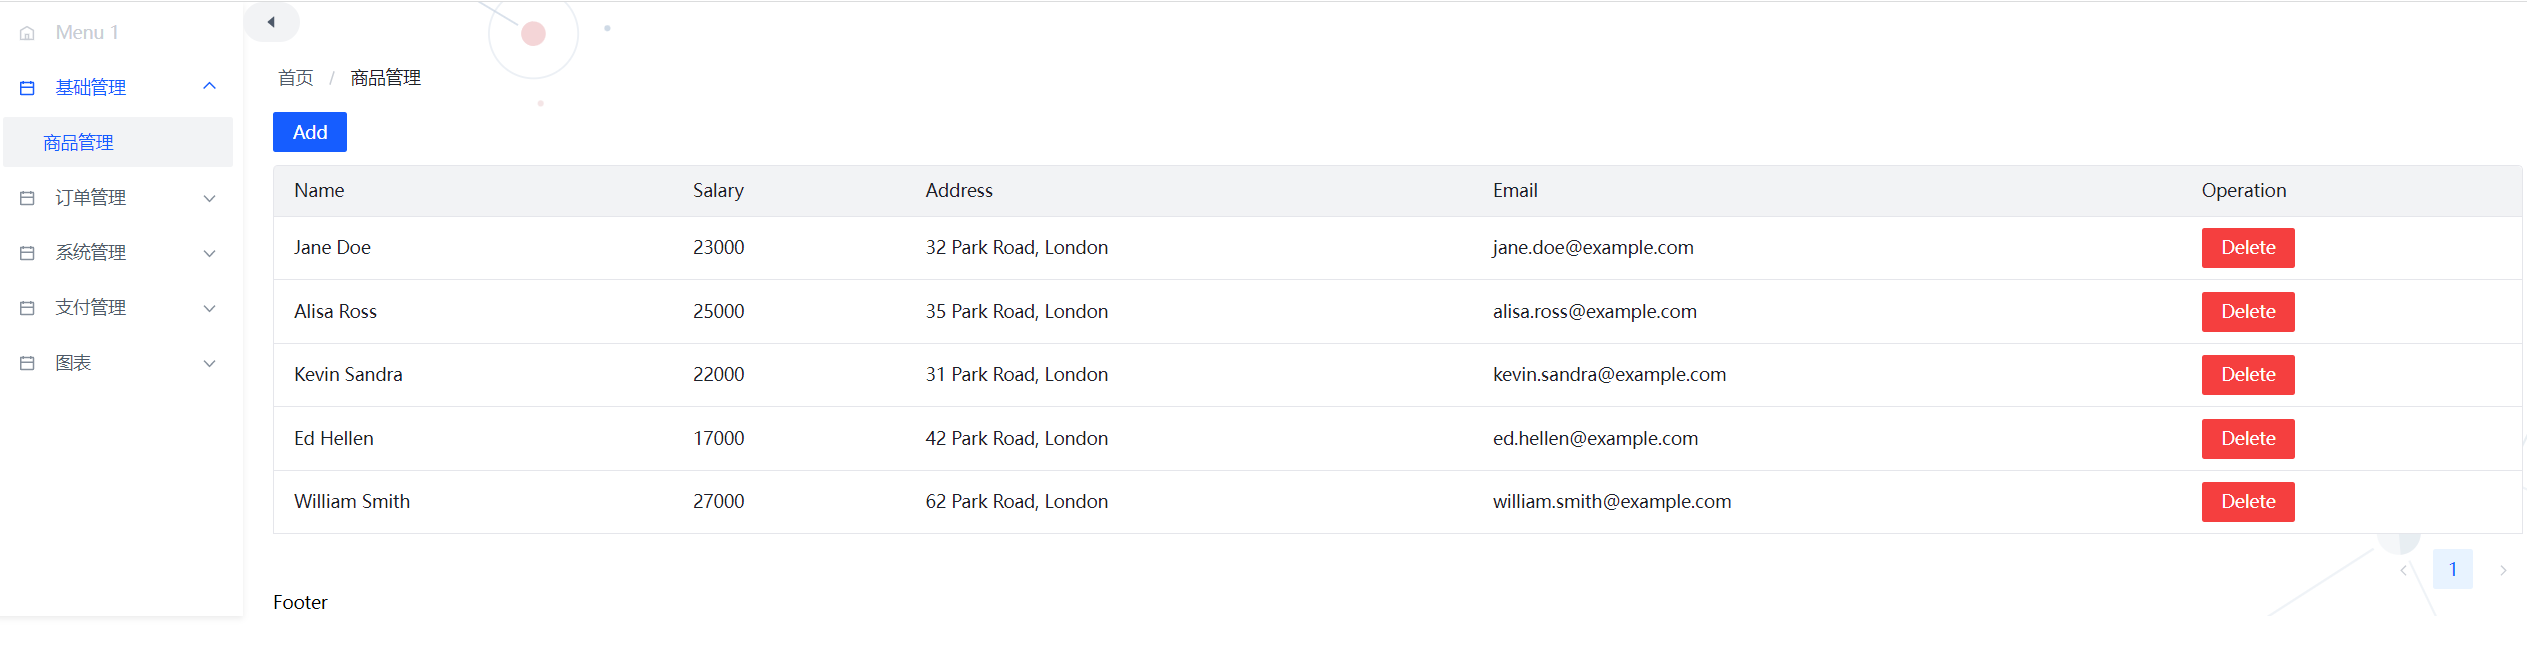 Menu 1
基础管理
商品管理
订单管理
系统管理
支付管理
图表
首页 / 商品管理
Add
Name Salary Address Email Operation
Jane Doe 23000 32 Park Road, London jane.doe@example.com Delete
Alisa Ross 25000 35 Park Road, London alisa.ross@example.com Delete
Kevin Sandra 22000 31 Park Road, London kevin.sandra@example.com Delete
Ed Hellen 17000 42 Park Road, London ed.hellen@example.com Delete
William Smith 27000 62 Park Road, London william.smith@example.com Delete
1
Footer